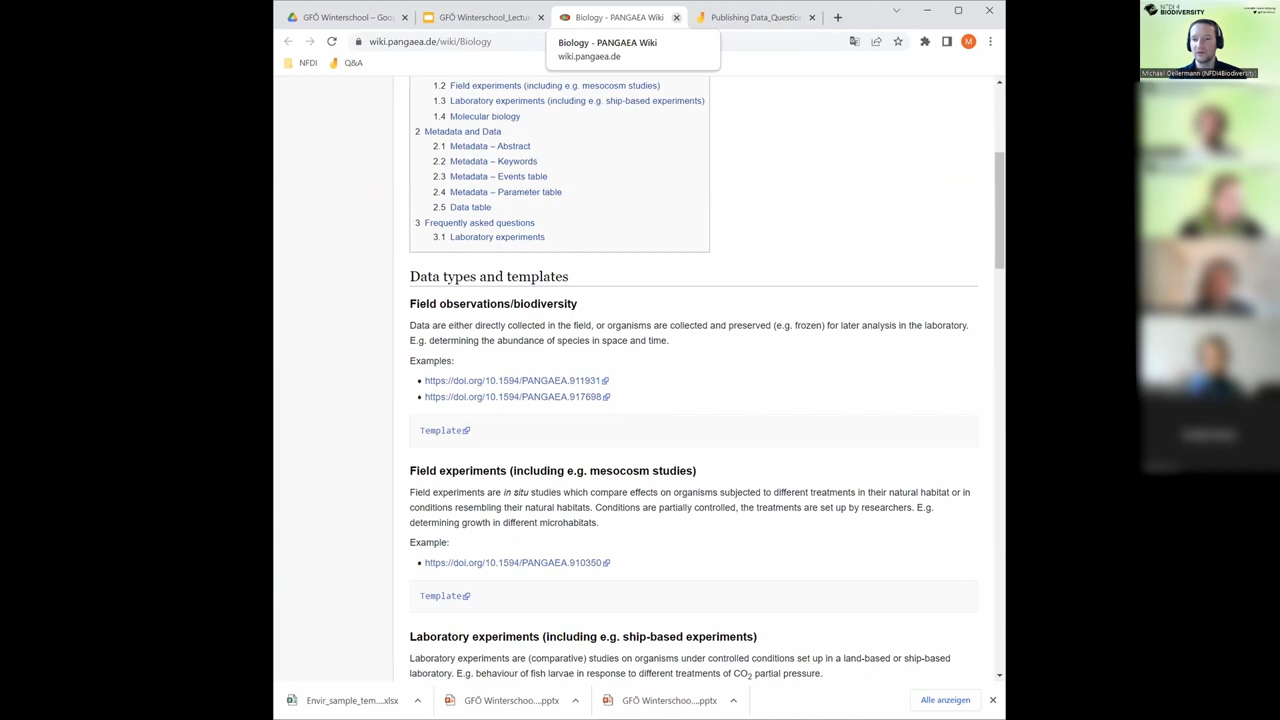 GFÖ Winterschool – Goo
GFÖ Winterschool_Lectu
Biology - PANGAEA Wiki
Publishing Data_Questio
wiki.pangaea.de/wiki/Biology
M
Biology - PANGAEA Wiki
wiki.pangaea.de
NFDI
Q&A
1.2 Field experiments (including e.g. mesocosm studies)
1.3 Laboratory experiments (including e.g. ship-based experiments)
1.4 Molecular biology
2 Metadata and Data
2.1 Metadata – Abstract
2.2 Metadata – Keywords
2.3 Metadata – Events table
2.4 Metadata – Parameter table
2.5 Data table
3 Frequently asked questions
3.1 Laboratory experiments
Data types and templates
Field observations/biodiversity
Data are either directly collected in the field, or organisms are collected and preserved (e.g. frozen) for later analysis in the laboratory.
E.g. determining the abundance of species in space and time.
Examples:
• https://doi.org/10.1594/PANGAEA.911931
• https://doi.org/10.1594/PANGAEA.917698
Template
Field experiments (including e.g. mesocosm studies)
Field experiments are in situ studies which compare effects on organisms subjected to different treatments in their natural habitat or in
conditions resembling their natural habitats. Conditions are partially controlled, the treatments are set up by researchers. E.g.
determining growth in different microhabitats.
Example:
• https://doi.org/10.1594/PANGAEA.910350
Template
Laboratory experiments (including e.g. ship-based experiments)
Laboratory experiments are (comparative) studies on organisms under controlled conditions set up in a land-based or ship-based
laboratory. E.g. behaviour of fish larvae in response to different treatments of CO2 partial pressure.
Envir_sample_tem....xlsx
GFÖ Winterschoo....pptx
GFÖ Winterschoo....pptx
Alle anzeigen
NFDI 4
BIODIVERSITY
Michael Oellermann (NFDI4Biodiversity)